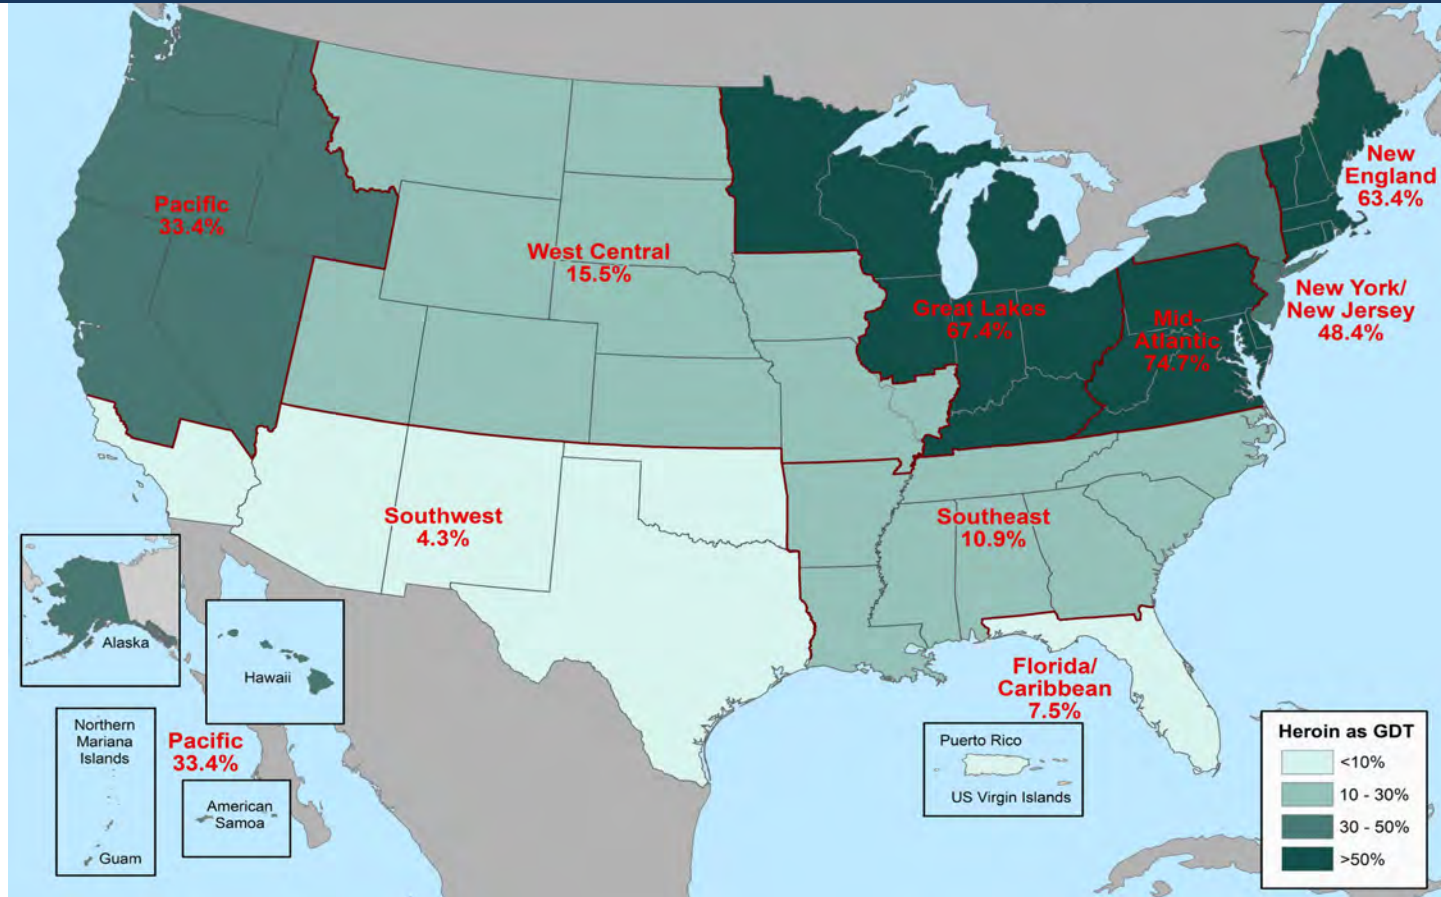 Pacific
33.4%
West Central
15.5%
Great Lakes
67.4%
Mid-
Atlantic
74.7%
New
England
63.4%
New York/
New Jersey
48.4%
Southwest
4.3%
Southeast
10.9%
Florida/
Caribbean
7.5%
Alaska
Hawaii
Northern
Mariana
Islands
Guam
Pacific
33.4%
American
Samoa
Puerto Rico
US Virgin Islands
Heroin as GDT
<10%
10 - 30%
30 - 50%
>50%